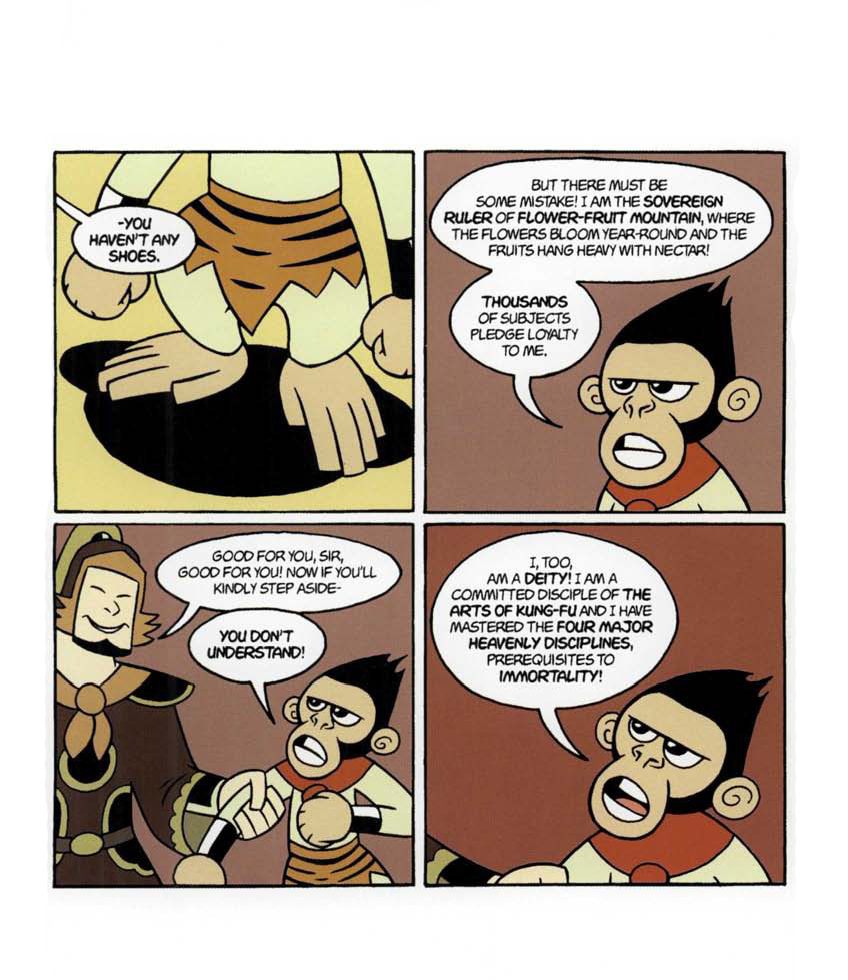 -YOU
HAVEN'T ANY
SHOES.
BUT THERE MUST BE
SOME MISTAKE! I AM THE SOVEREIGN
RULER OF FLOWER-FRUIT MOUNTAIN, WHERE
THE FLOWERS BLOOM YEAR-ROUND AND THE
FRUITS HANG HEAVY WITH NECTAR!
THOUSANDS
OF SUBJECTS
PLEDGE LOYALTY
TO ME.
GOOD FOR YOU, SIR,
GOOD FOR YOU! NOW IF YOU'LL
KINDLY STEP ASIDE-
YOU DON'T
UNDERSTAND!
I, TOO,
AM A DEITY! I AM A
COMMITTED DISCIPLE OF THE
ARTS OF KUNG-FU AND I HAVE
MASTERED THE FOUR MAJOR
HEAVENLY DISCIPLINES,
PREREQUISITES TO
IMMORTALITY!